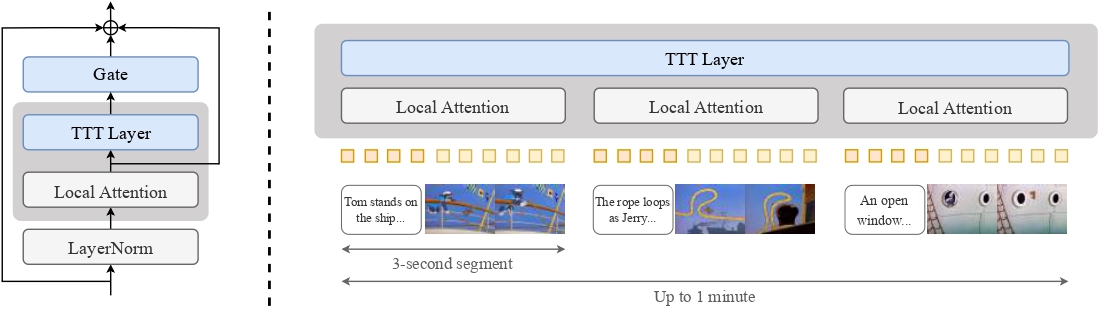 Gate
TTT Layer
Local Attention
LayerNorm
TTT Layer
Local Attention
Local Attention
Local Attention
Tom stands on
the ship...
The rope loops
as Jerry...
An open
window...
3-second segment
Up to 1 minute